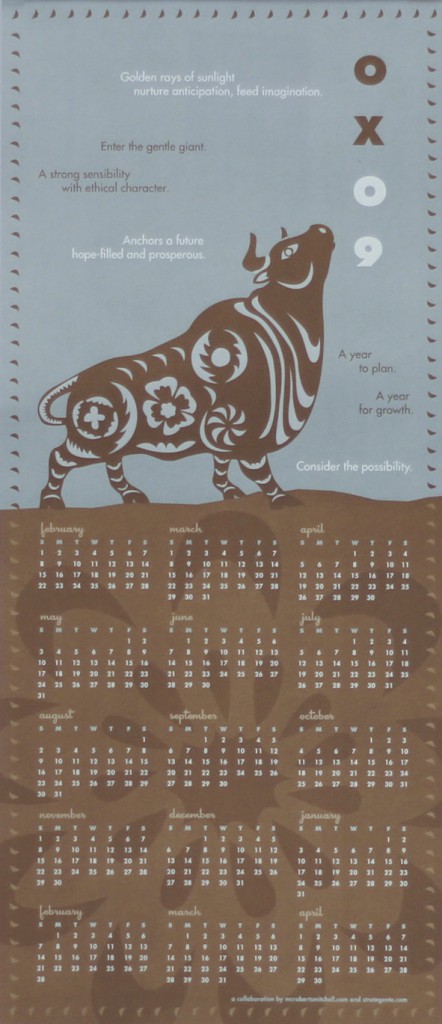 OX
09
Golden rays of sunlight
nurture anticipation, feed imagination.
Enter the gentle giant.
A strong sensibility
with ethical character.
Anchors a future
hope-filled and prosperous.
A year
to plan.
A year
for growth.
Consider the possibility.
february
S M T W T F S
1 2 3 4 5 6 7
8 9 10 11 12 13 14
15 16 17 18 19 20 21
22 23 24 25 26 27 28
march
S M T W T F S
1 2 3 4 5 6 7
8 9 10 11 12 13 14
15 16 17 18 19 20 21
22 23 24 25 26 27 28
29 30 31
april
S M T W T F S
1 2 3 4
5 6 7 8 9 10 11
12 13 14 15 16 17 18
19 20 21 22 23 24 25
26 27 28 29 30
may
S M T W T F S
1 2
3 4 5 6 7 8 9
10 11 12 13 14 15 16
17 18 19 20 21 22 23
24 25 26 27 28 29 30
31
june
S M T W T F S
1 2 3 4 5 6
7 8 9 10 11 12 13
14 15 16 17 18 19 20
21 22 23 24 25 26 27
28 29 30
july
S M T W T F S
1 2 3 4
5 6 7 8 9 10 11
12 13 14 15 16 17 18
19 20 21 22 23 24 25
26 27 28 29 30 31
august
S M T W T F S
1
2 3 4 5 6 7 8
9 10 11 12 13 14 15
16 17 18 19 20 21 22
23 24 25 26 27 28 29
30 31
september
S M T W T F S
1 2 3 4 5
6 7 8 9 10 11 12
13 14 15 16 17 18 19
20 21 22 23 24 25 26
27 28 29 30
october
S M T W T F S
1 2 3
4 5 6 7 8 9 10
11 12 13 14 15 16 17
18 19 20 21 22 23 24
25 26 27 28 29 30 31
november
S M T W T F S
1 2 3 4 5 6 7
8 9 10 11 12 13 14
15 16 17 18 19 20 21
22 23 24 25 26 27 28
29 30
december
S M T W T F S
1 2 3 4 5
6 7 8 9 10 11 12
13 14 15 16 17 18 19
20 21 22 23 24 25 26
27 28 29 30 31
january
S M T W T F S
1 2
3 4 5 6 7 8 9
10 11 12 13 14 15 16
17 18 19 20 21 22 23
24 25 26 27 28 29 30
31
february
S M T W T F S
1 2 3 4 5 6
7 8 9 10 11 12 13
14 15 16 17 18 19 20
21 22 23 24 25 26 27
28
march
S M T W T F S
1 2 3 4 5 6
7 8 9 10 11 12 13
14 15 16 17 18 19 20
21 22 23 24 25 26 27
28 29 30 31
april
S M T W T F S
1 2 3 4 5 6 7
8 9 10 11 12 13 14
15 16 17 18 19 20 21
22 23 24 25 26 27 28
29 30
a collaboration by mcrobertsmitchell.com and strategente.com